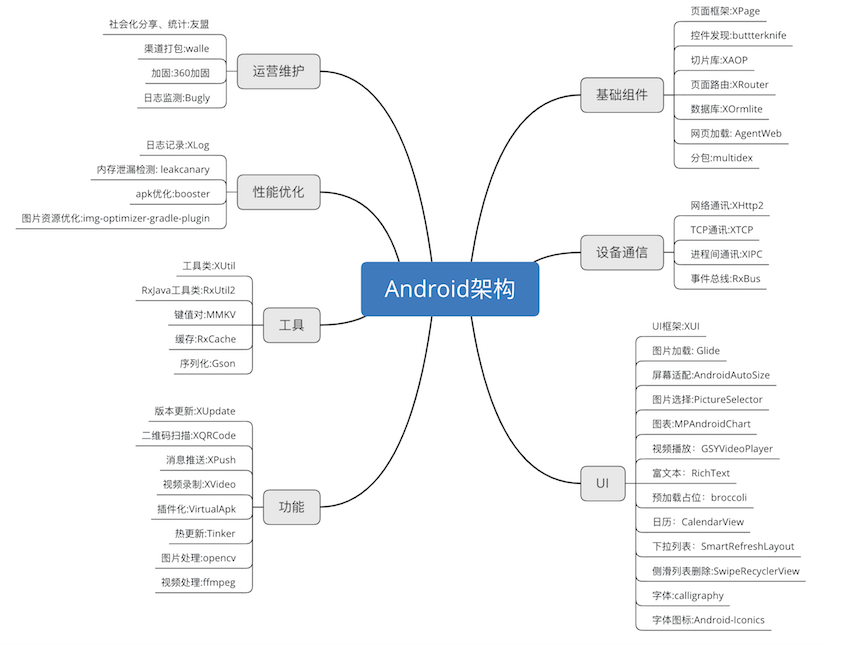 Android架构
基础组件
页面框架:XPage
控件发现:buttterknife
切片库:XAOP
页面路由:XRouter
数据库:XOrmlite
网页加载: AgentWeb
分包:multidex
设备通信
网络通讯:XHttp2
TCP通讯:XTCP
进程间通讯:XIPC
事件总线:RxBus
UI
UI框架:XUI
图片加载: Glide
屏幕适配:AndroidAutoSize
图片选择:PictureSelector
图表:MPAndroidChart
视频播放：GSYVideoPlayer
富文本：RichText
预加载占位：broccoli
日历：CalendarView
下拉列表：SmartRefreshLayout
侧滑列表删除:SwipeRecyclerView
字体:calligraphy
字体图标:Android-Iconics
运营维护
社会化分享、统计:友盟
渠道打包:walle
加固:360加固
日志监测:Bugly
性能优化
日志记录:XLog
内存泄漏检测: leakcanary
apk优化:booster
图片资源优化:img-optimizer-gradle-plugin
工具
工具类:XUtil
RxJava工具类:RxUtil2
键值对:MMKV
缓存:RxCache
序列化:Gson
功能
版本更新:XUpdate
二维码扫描:XQRCode
消息推送:XPush
视频录制:XVideo
插件化:VirtualApk
热更新:Tinker
图片处理:opencv
视频处理:ffmpeg